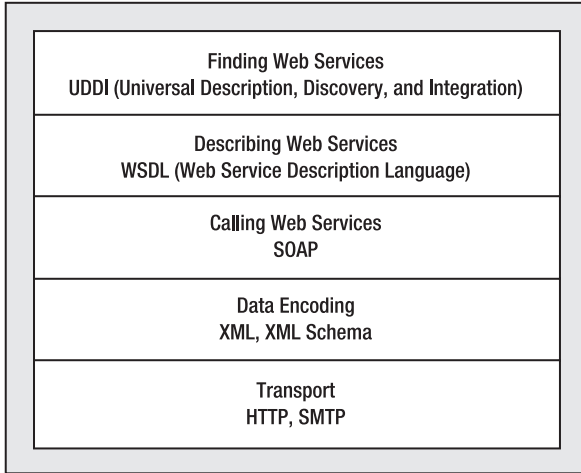 Finding Web Services
UDDI (Universal Description, Discovery, and Integration)
Describing Web Services
WSDL (Web Service Description Language)
Calling Web Services
SOAP
Data Encoding
XML, XML Schema
Transport
HTTP, SMTP